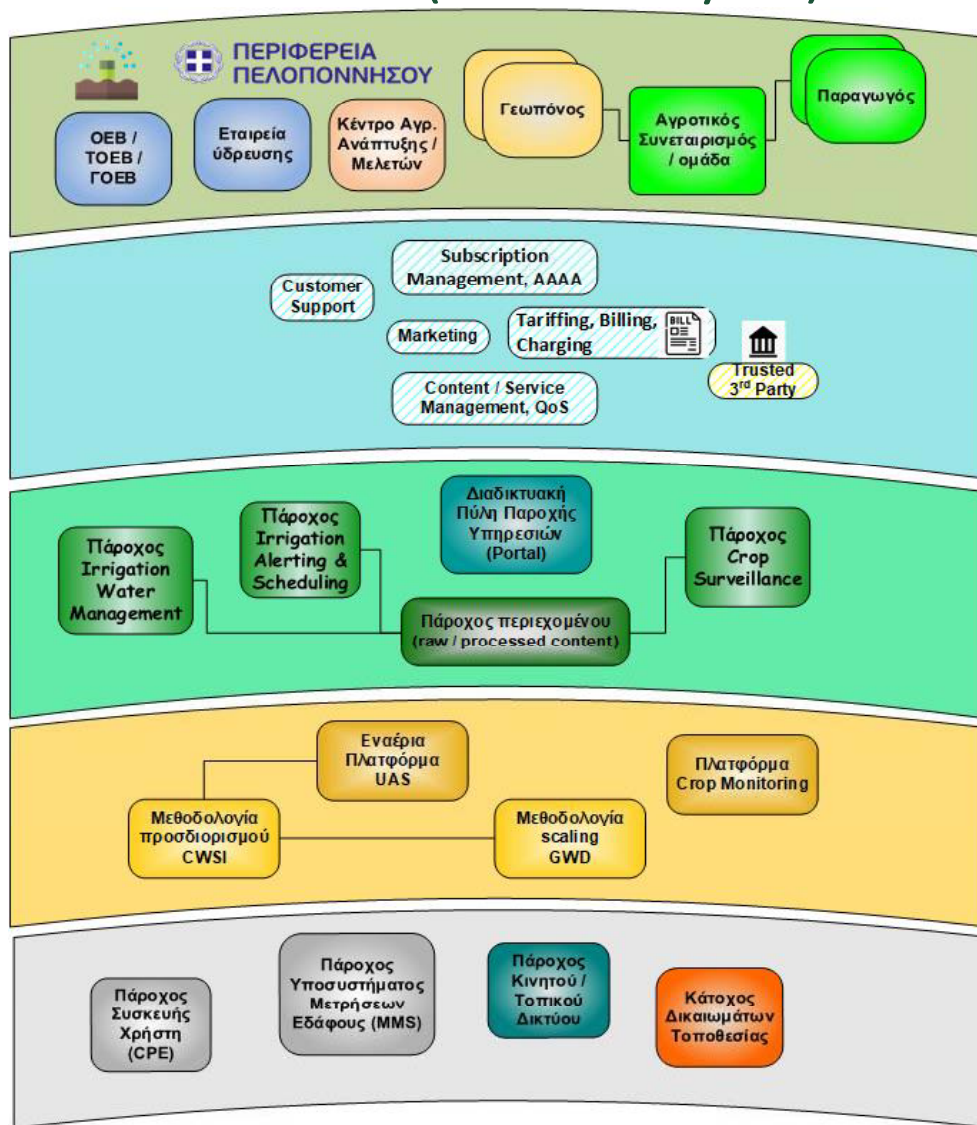 ΠΕΡΙΦΕΡΕΙΑ
ΠΕΛΟΠΟΝΝΗΣΟΥ
ΟΕΒ /
ΤΟΕΒ /
ΓΟΕΒ
Εταιρεία
ύδρευσης
Κέντρο Αγρ.
Ανάπτυξης /
Μελετών
Γεωπόνος
Αγροτικός
Συνεταιρισμός
/ ομάδα
Παραγωγός
Customer
Support
Subscription
Management, AAAA
Marketing
Tariffing, Billing,
Charging
BILL
Trusted
3rd Party
Content / Service
Management, QoS
Πάροχος
Irrigation
Water
Management
Πάροχος
Irrigation
Alerting &
Scheduling
Διαδικτυακή
Πύλη Παροχής
Υπηρεσιών
(Portal)
Πάροχος
Crop
Surveillance
Πάροχος περιεχομένου
(raw / processed content)
Εναέρια
Πλατφόρμα
UAS
Πλατφόρμα
Crop Monitoring
Μεθοδολογία
προσδιορισμού
CWSI
Μεθοδολογία
scaling
GWD
Πάροχος
Συσκευής
Χρήστη
(CPE)
Πάροχος
Υποσυστήματος
Μετρήσεων
Εδάφους (MMS)
Πάροχος
Κινητού /
Τοπικού
Δικτύου
Κάτοχος
Δικαιωμάτων
Τοποθεσίας